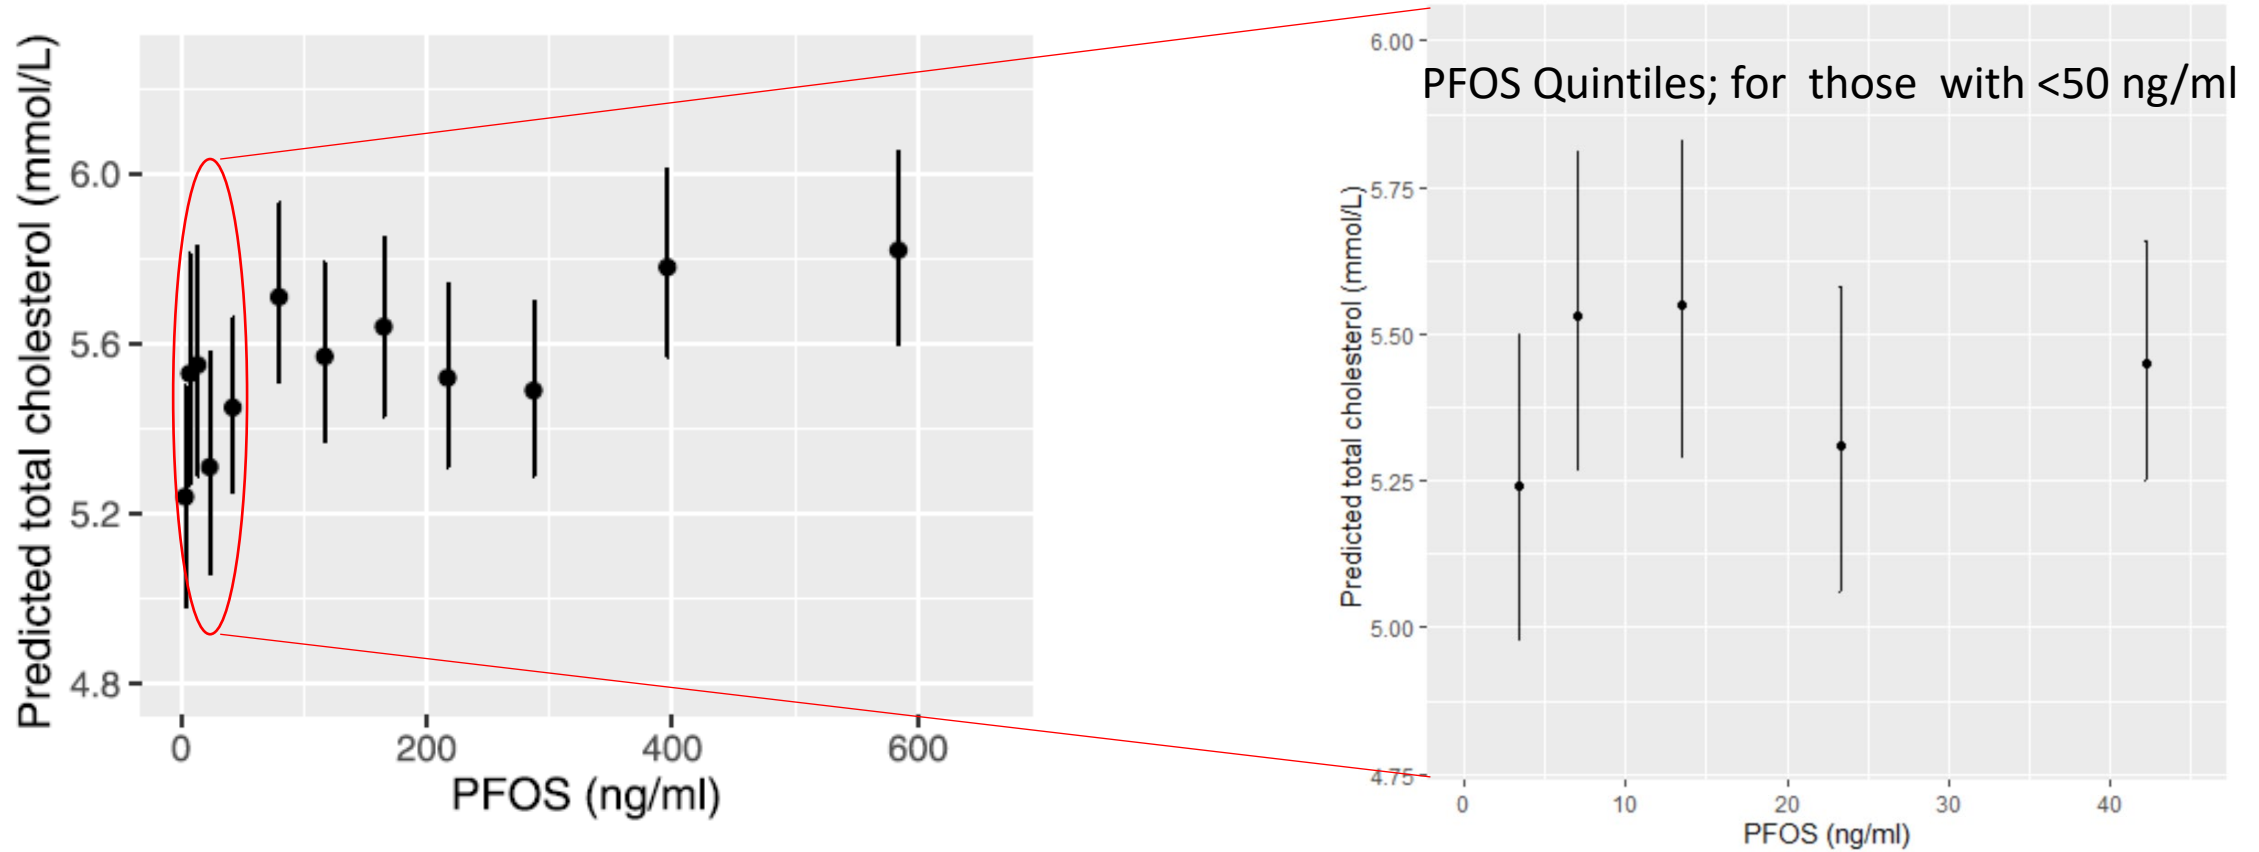 Predicted total cholesterol (mmol/L)
6.0
5.6
5.2
4.8
0 200 400 600
PFOS (ng/ml)
PFOS Quintiles; for those with <50 ng/ml
Predicted total cholesterol (mmol/L)
6.00
5.75
5.50
5.25
5.00
4.75
0 10 20 30 40
PFOS (ng/ml)